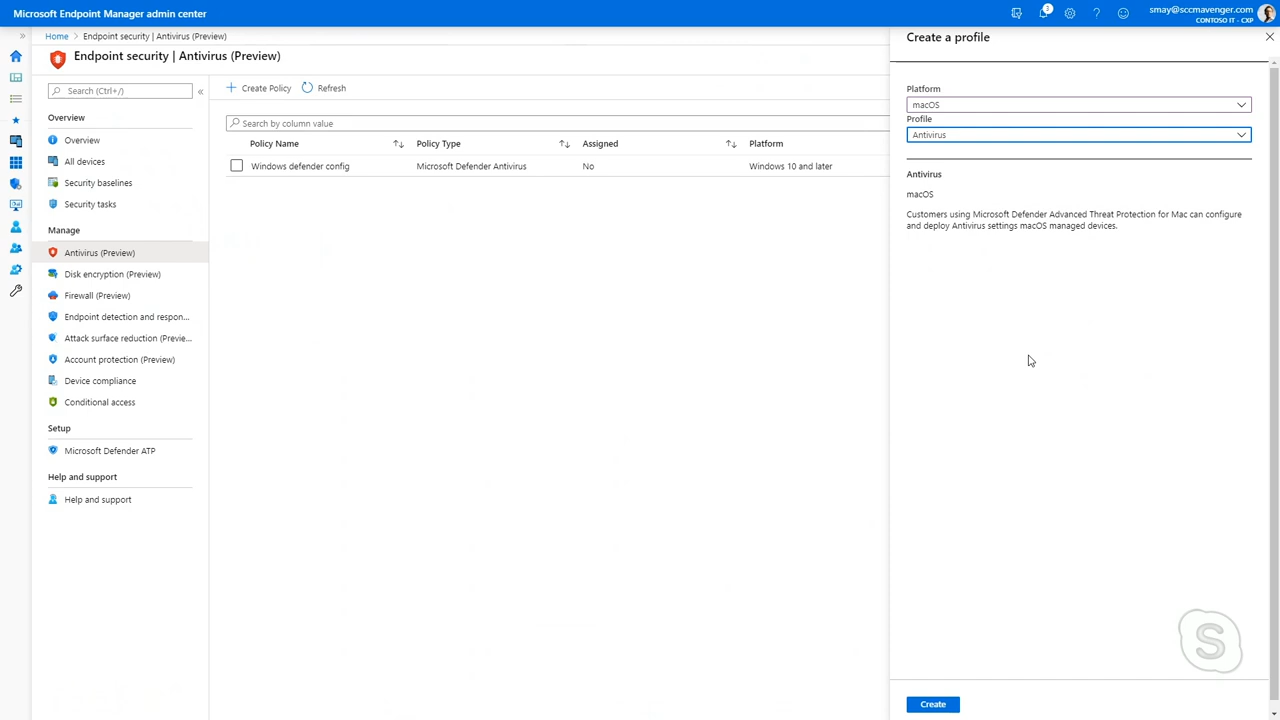 Microsoft Endpoint Manager admin center
3
smay@sccmavenger.com
CONTOSO IT - CXP
Home > Endpoint security | Antivirus (Preview)
Endpoint security | Antivirus (Preview)
Search (Ctrl+/)
Overview
Overview
All devices
Security baselines
Security tasks
Manage
Antivirus (Preview)
Disk encryption (Preview)
Firewall (Preview)
Endpoint detection and respon...
Attack surface reduction (Previe...
Account protection (Preview)
Device compliance
Conditional access
Setup
Microsoft Defender ATP
Help and support
Help and support
Create Policy Refresh
Search by column value
Policy Name Policy Type Assigned Platform
Windows defender config Microsoft Defender Antivirus No Windows 10 and later
Create a profile
Platform
macOS
Profile
Antivirus
Antivirus
macOS
Customers using Microsoft Defender Advanced Threat Protection for Mac can configure
and deploy Antivirus settings macOS managed devices.
S
Create